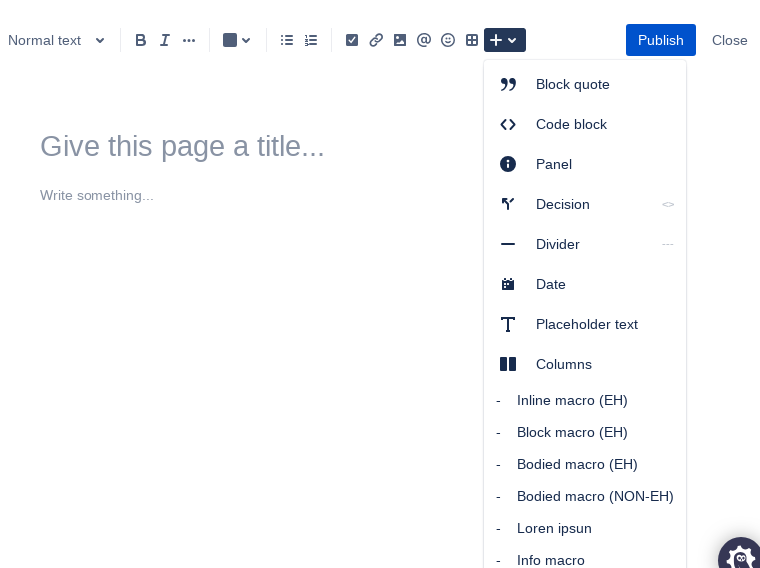 Normal text
Publish
Close
Give this page a title...
Write something...
Block quote
Code block
Panel
Decision <>
Divider ---
Date
Placeholder text
Columns
- Inline macro (EH)
- Block macro (EH)
- Bodied macro (EH)
- Bodied macro (NON-EH)
- Loren ipsun
- Info macro